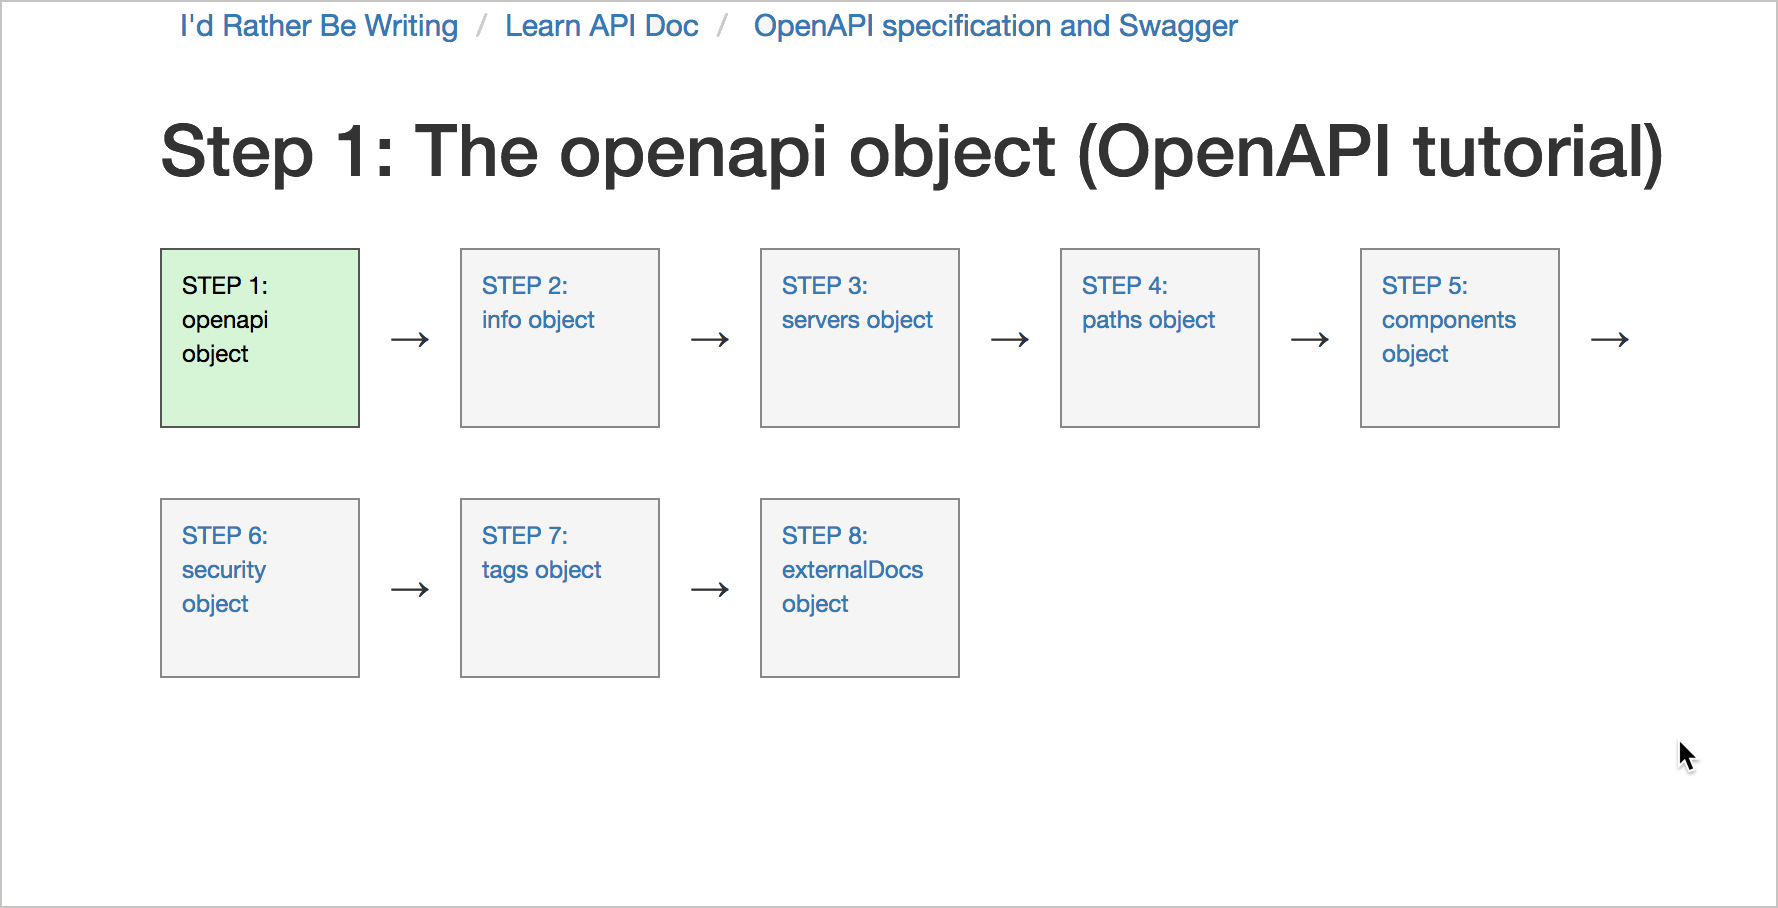 I'd Rather Be Writing / Learn API Doc / OpenAPI specification and Swagger
Step 1: The openapi object (OpenAPI tutorial)
STEP 1:
openapi
object
→
STEP 2:
info object
→
STEP 3:
servers object
→
STEP 4:
paths object
→
STEP 5:
components
object
→
STEP 6:
security
object
→
STEP 7:
tags object
→
STEP 8:
externalDocs
object